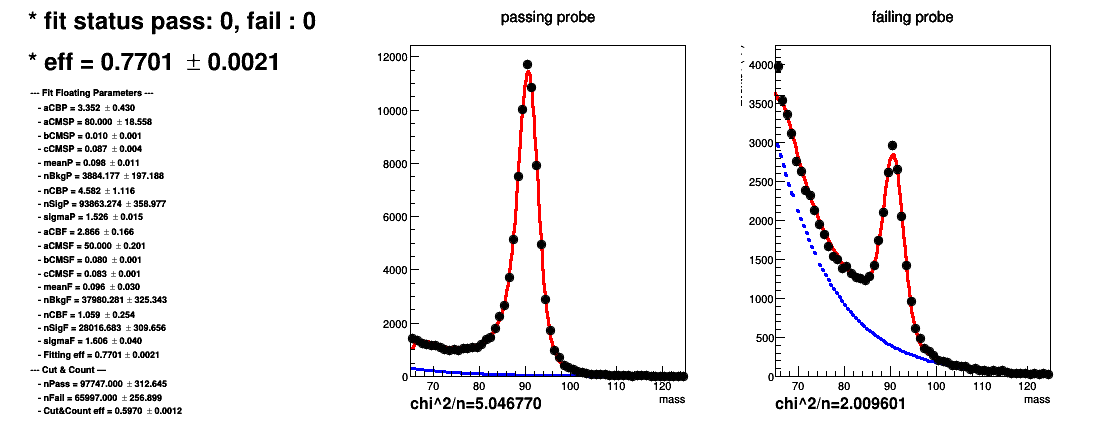 * fit status pass: 0, fail : 0
* eff = 0.7701 ± 0.0021
--- Fit Floating Parameters ---
- aCBP = 3.352 ± 0.430
- aCMSP = 80.000 ± 18.558
- bCMSP = 0.010 ± 0.001
- cCMSP = 0.087 ± 0.004
- meanP = 0.098 ± 0.011
- nBkgP = 3884.177 ± 197.188
- nCBP = 4.582 ± 1.116
- nSigP = 93863.274 ± 358.977
- sigmaP = 1.526 ± 0.015
- aCBF = 2.866 ± 0.166
- aCMSF = 50.000 ± 0.201
- bCMSF = 0.080 ± 0.001
- cCMSF = 0.083 ± 0.001
- meanF = 0.096 ± 0.030
- nBkgF = 37980.281 ± 325.343
- nCBF = 1.059 ± 0.254
- nSigF = 28016.683 ± 309.656
- sigmaF = 1.606 ± 0.040
- Fitting eff = 0.7701 ± 0.0021
--- Cut & Count ---
- nPass = 97747.000 ± 312.645
- nFail = 65997.000 ± 256.899
- Cut&Count eff = 0.5970 ± 0.0012
passing probe
12000
10000
8000
6000
4000
2000
0
70 80 90 100 110 120
mass
chi^2/n=5.046770
failing probe
4000
3500
3000
2500
2000
1500
1000
500
0
70 80 90 100 110 120
mass
chi^2/n=2.009601